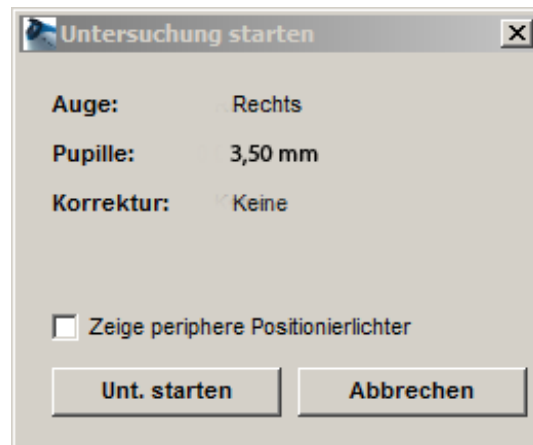 Untersuchung starten
Auge: Rechts
Pupille: 3,50 mm
Korrektur: Keine
Zeige periphere Positionierlichter
Unt. starten Abbrechen